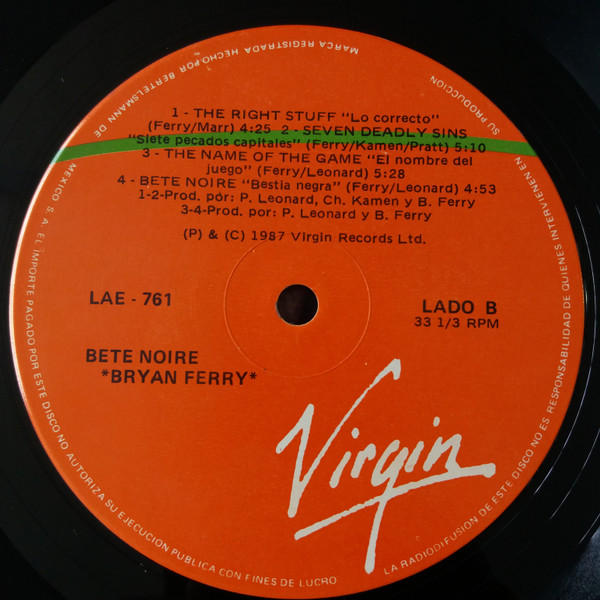 1 - THE RIGHT STUFF "Lo correcto"
(Ferry/Marr) 4:25 2 - SEVEN DEADLY SINS
"Siete pecados capitales" (Ferry/Kamen/Pratt) 5:10
3 - THE NAME OF THE GAME "El nombre del
juego" (Ferry/Leonard) 5:28
4 - BETE NOIRE "Bestia negra" (Ferry/Leonard) 4:53
1-2-Prod. pór: P. Leonard, Ch. Kamen y B. Ferry
3-4-Prod. por: P. Leonard y B. Ferry
(P) & (C) 1987 Virgin Records Ltd.
LAE - 761
LADO B
33 1/3 RPM
BETE NOIRE
*BRYAN FERRY*
Virgin
MARCA REGISTRADA HECHO POR BERTELSMANN DE MEXICO S. A. EL IMPORTE PAGADO POR ESTE DISCO NO AUTORIZA SU EJECUCION PUBLICA CON FINES DE LUCRO
LA RADIODIFUSION DE ESTE DISCO NO ES RESPONSABILIDAD DE QUIENES INTERVIENEN EN SU PRODUCCION